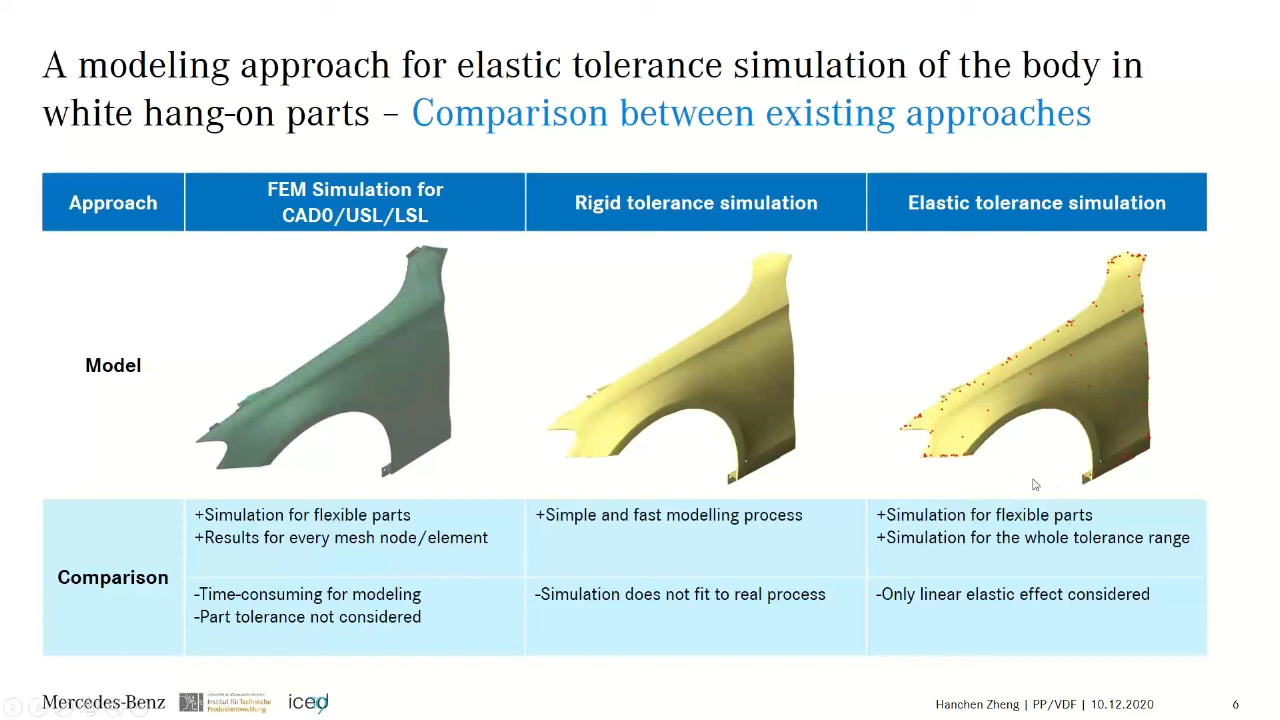 A modeling approach for elastic tolerance simulation of the body in
white hang-on parts – Comparison between existing approaches
Approach
FEM Simulation for
CAD0/USL/LSL
Rigid tolerance simulation
Elastic tolerance simulation
Model
Comparison
+Simulation for flexible parts
+Results for every mesh node/element
+Simple and fast modelling process
+Simulation for flexible parts
+Simulation for the whole tolerance range
-Time-consuming for modeling
-Part tolerance not considered
-Simulation does not fit to real process
-Only linear elastic effect considered
Mercedes-Benz
Institut für Technische
Produktentwicklung
iced
Hanchen Zheng | PP/VDF | 10.12.2020
6